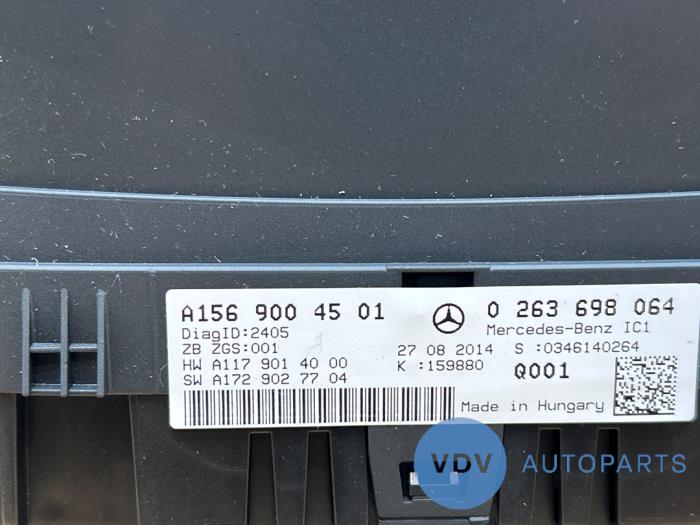 A156 900 45 01 0 263 698 064
DiagID:2405 Mercedes-Benz IC1
ZB ZGS:001 27 08 2014 S :0346140264
HW A117 901 40 00 K :159880 Q001
SW A172 902 77 04
Made in Hungary
VDV AUTOPARTS